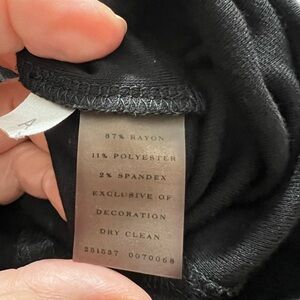 87% RAYON
11% POLYESTER
2% SPANDEX
EXCLUSIVE OF
DECORATION
DRY CLEAN
251537 0070068